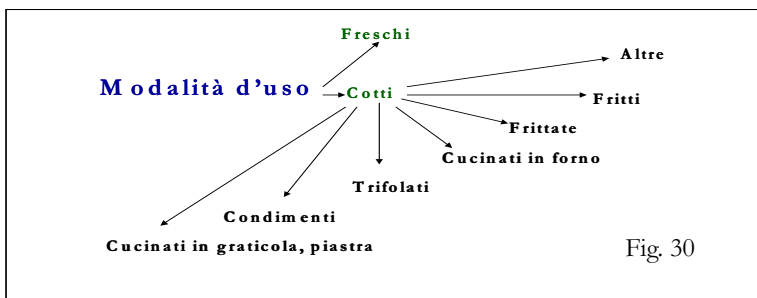 Freschi
Altre
Modalità d'uso
Cotti
Fritti
Frittate
Cucinati in forno
Trifolati
Condimenti
Cucinati in graticola, piastra
Fig. 30